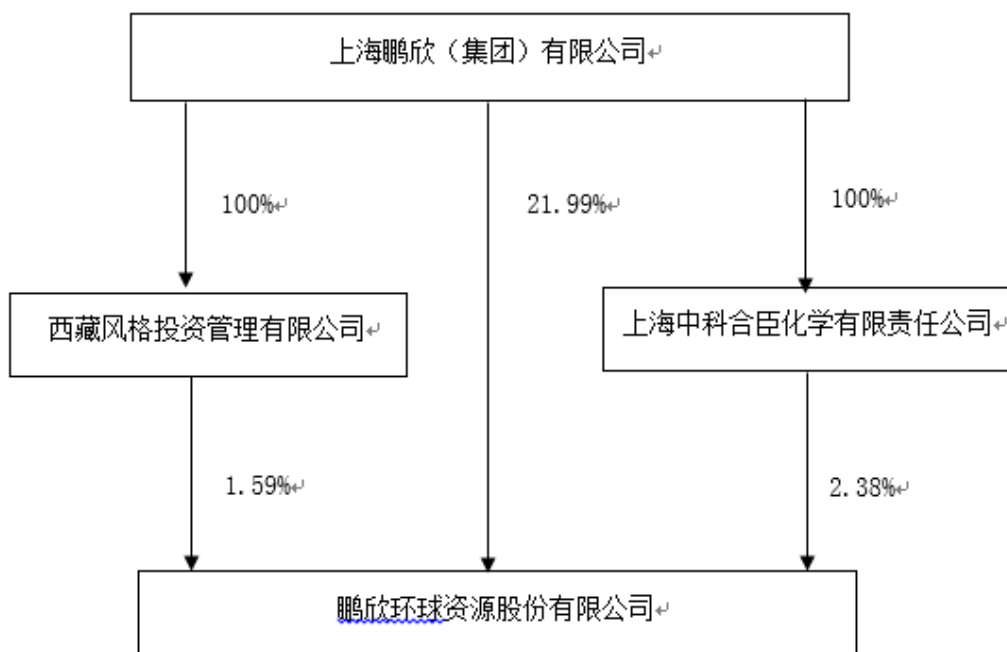 上海鹏欣（集团）有限公司↵
100%↵
21.99%↵
100%↵
西藏风格投资管理有限公司↵
上海中科合臣化学有限责任公司↵
1.59%↵
2.38%↵
鹏欣环球资源股份有限公司↵